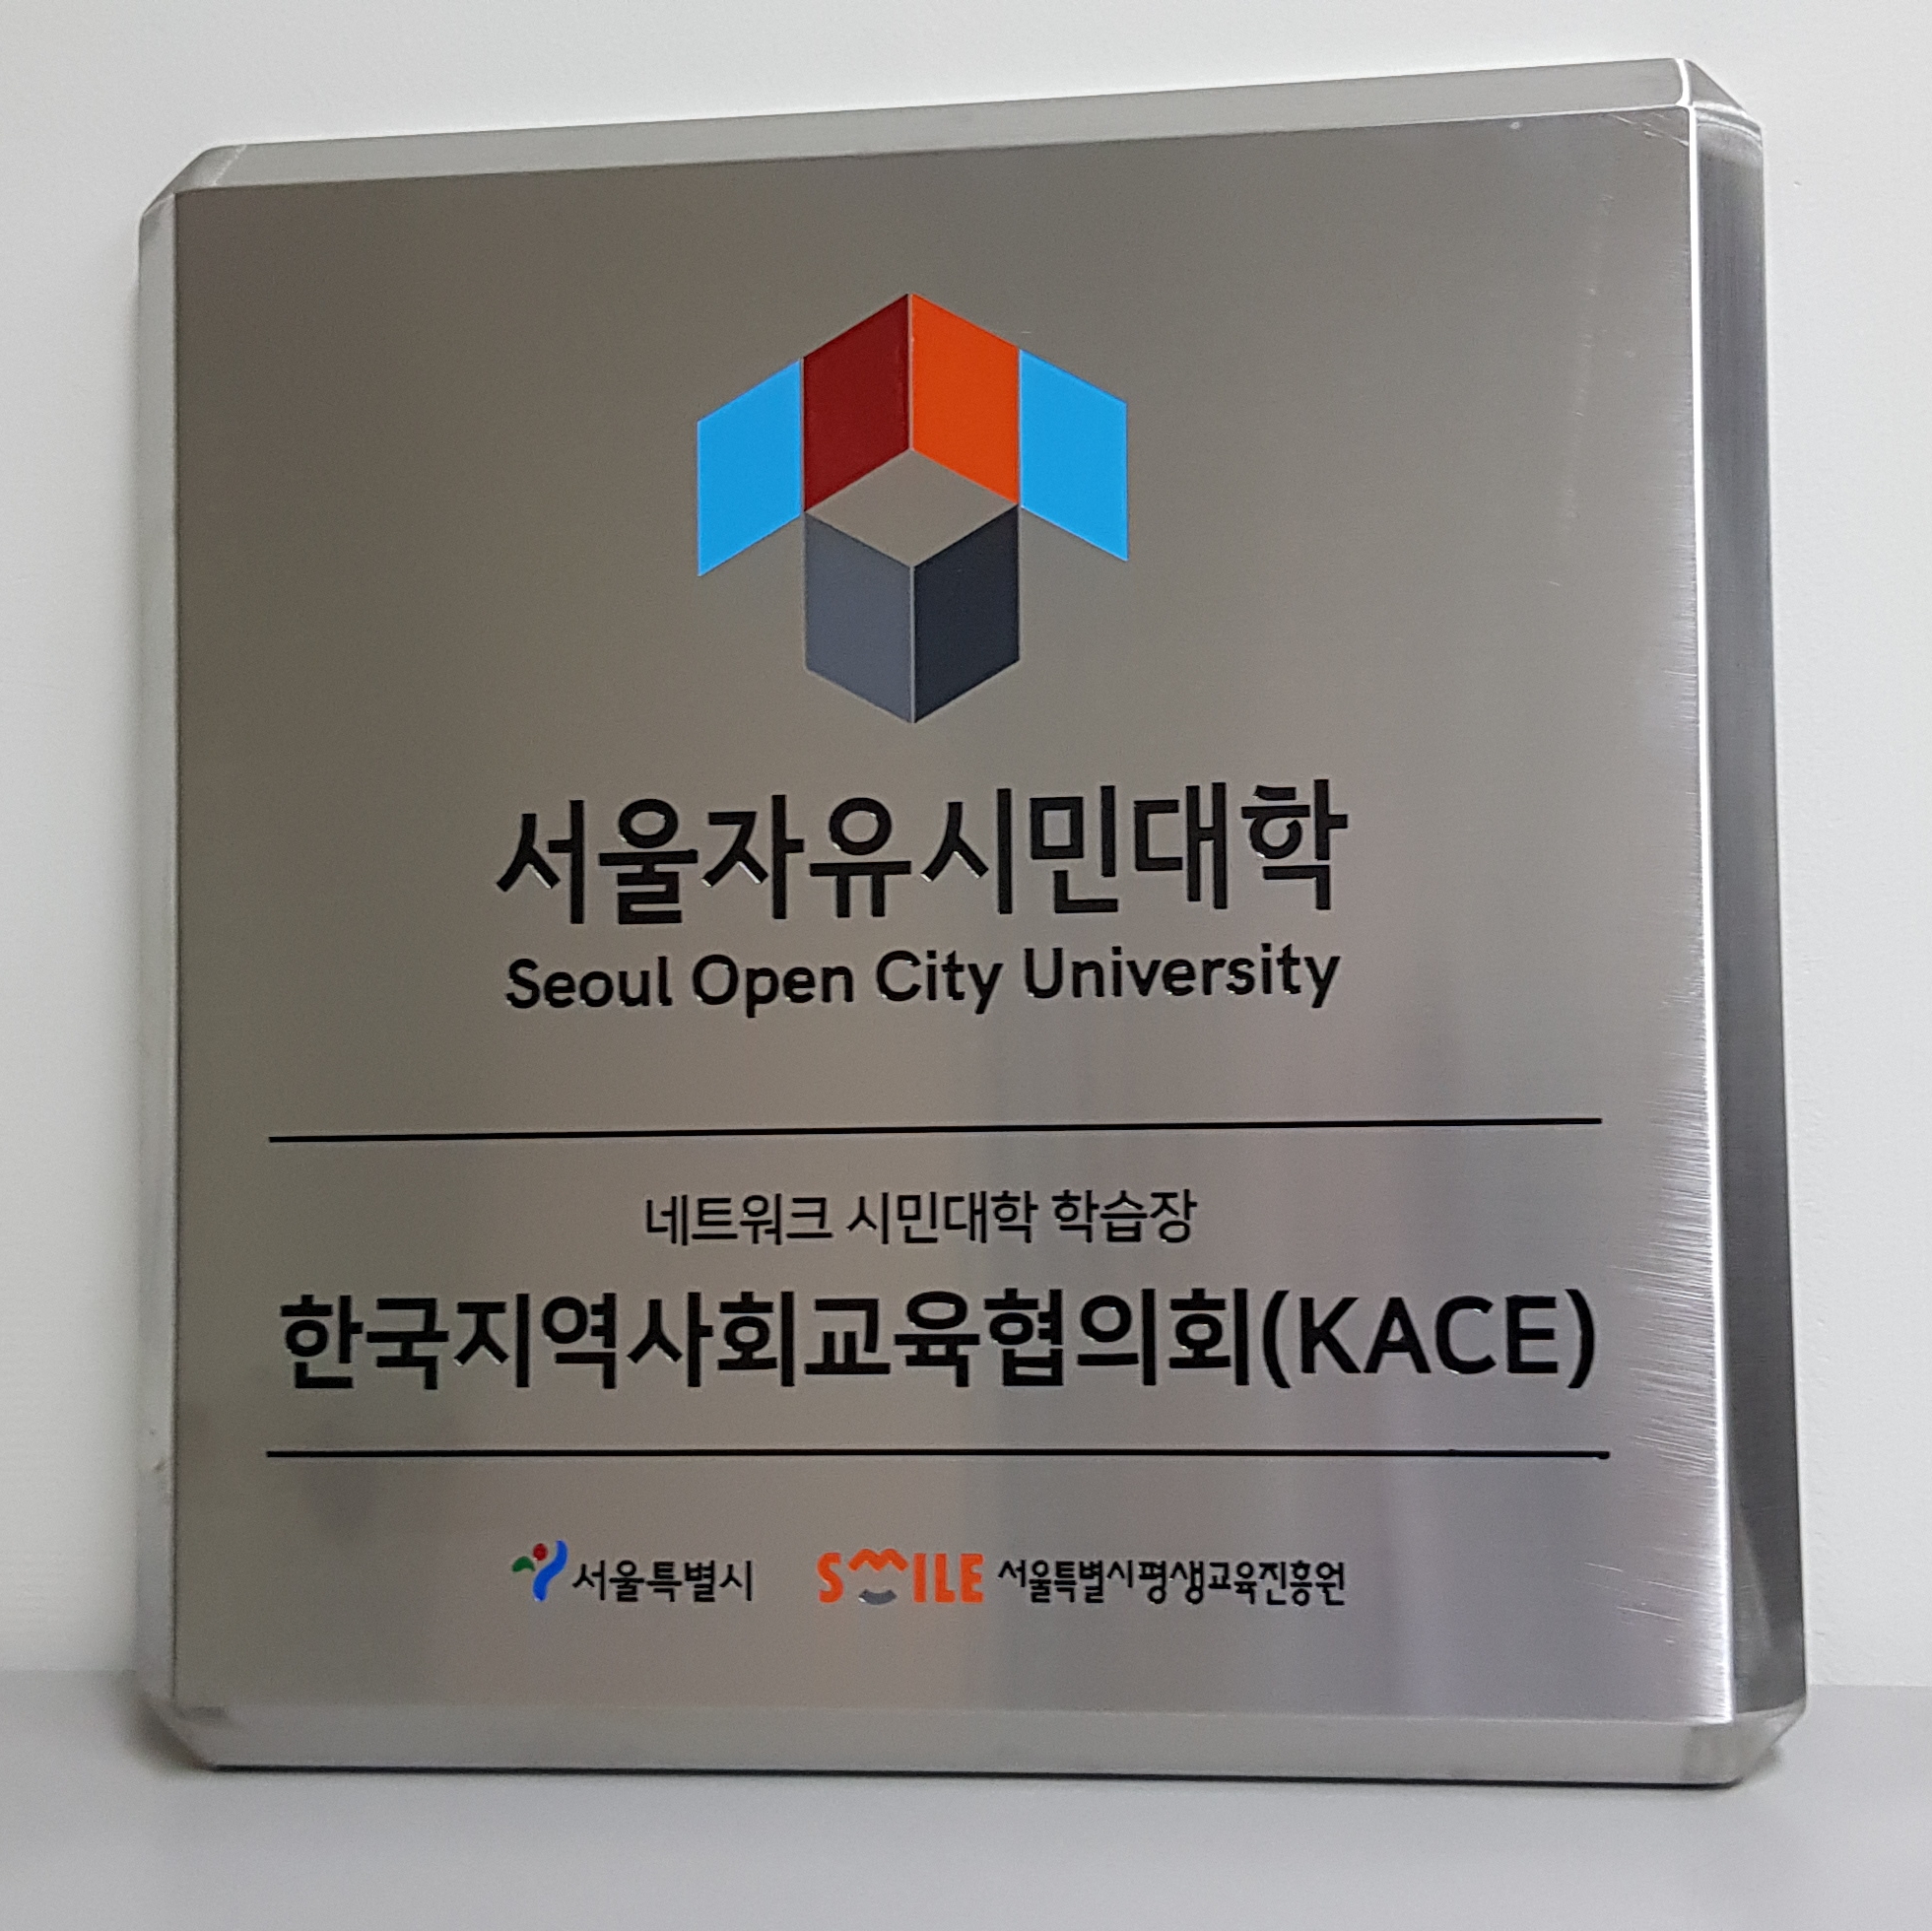 서울자유시민대학
Seoul Open City University
네트워크 시민대학 학습장
한국지역사회교육협의회(KACE)
서울특별시 SMILE 서울특별시평생교육진흥원